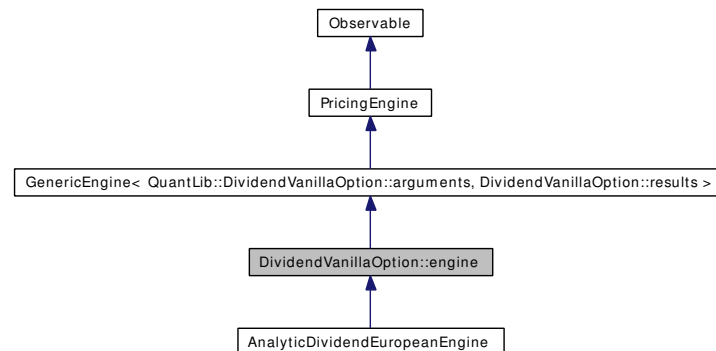 Observable
PricingEngine
GenericEngine< QuantLib::DividendVanillaOption::arguments, DividendVanillaOption::results >
DividendVanillaOption::engine
AnalyticDividendEuropeanEngine